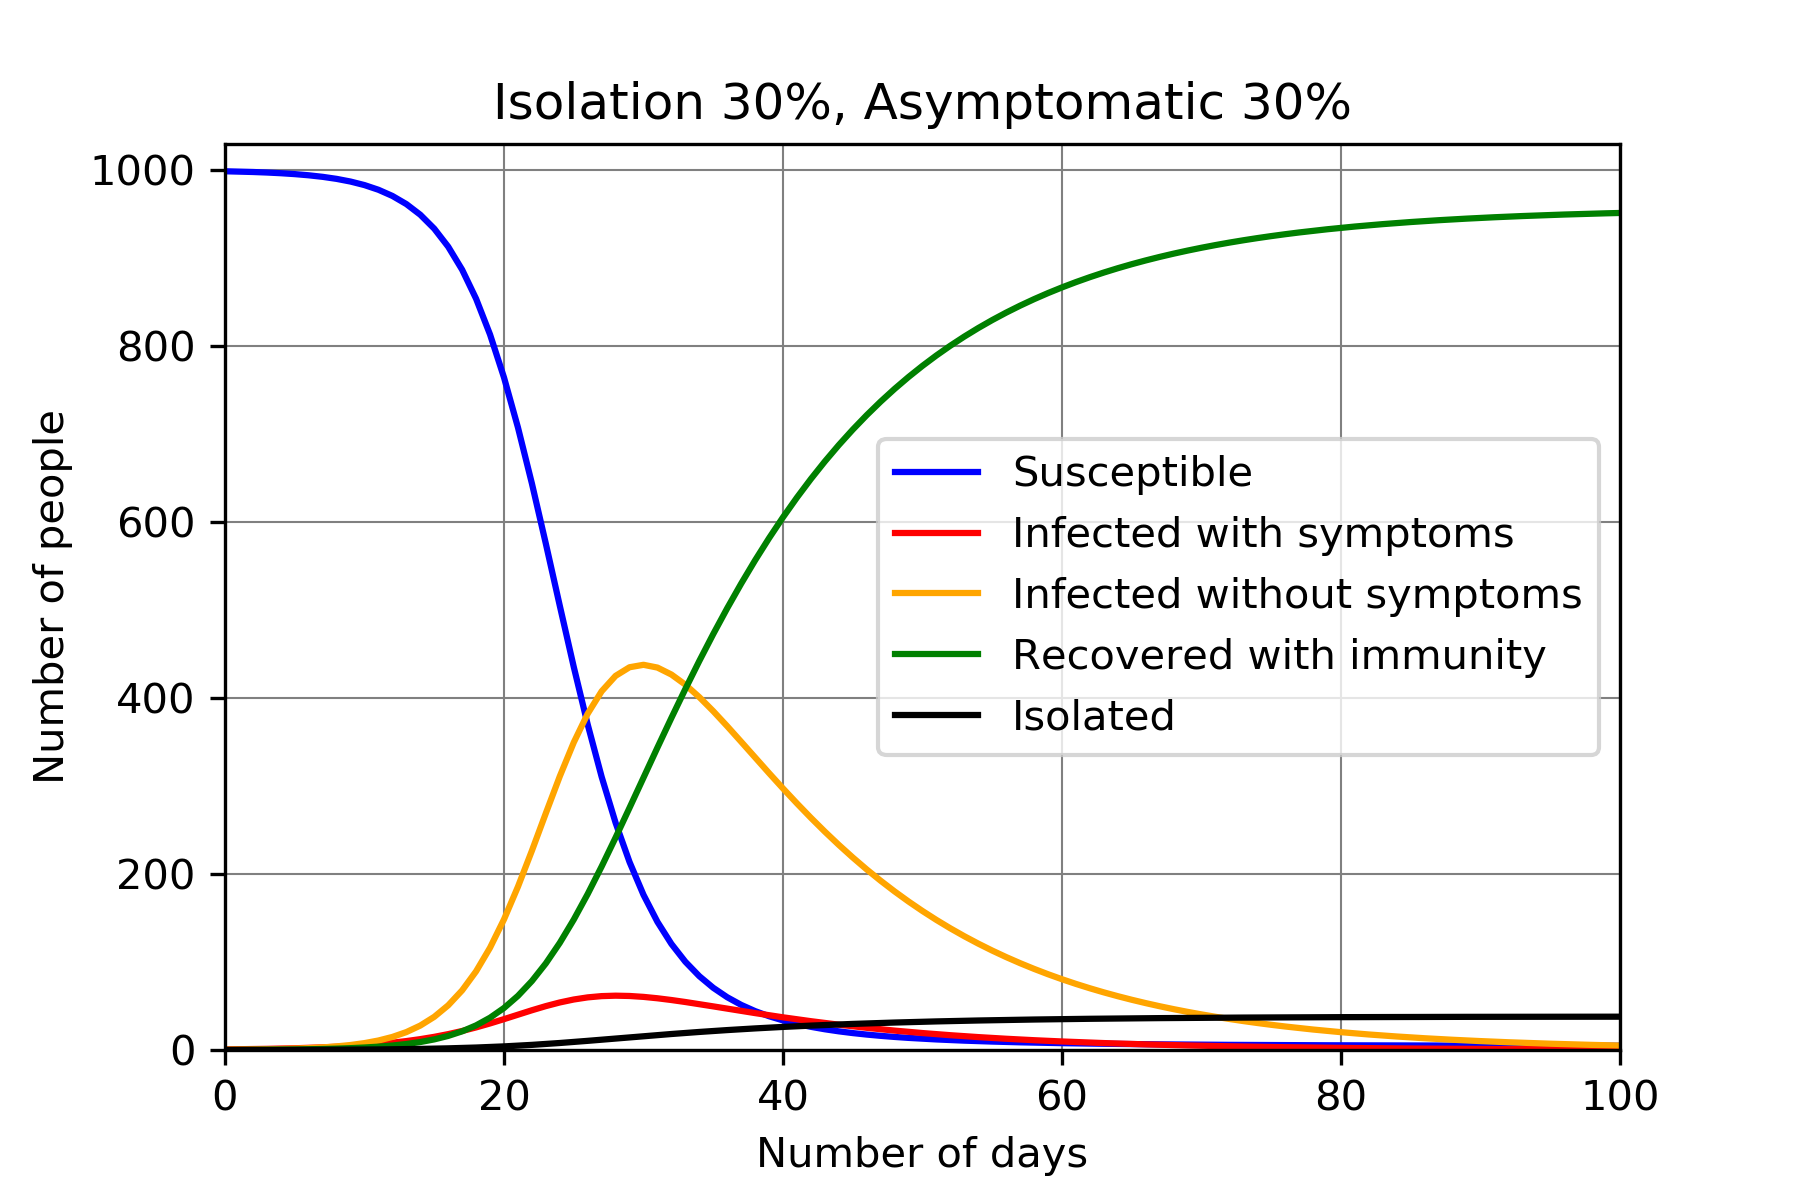 Isolation 30%, Asymptomatic 30%
1000
800
600
400
200
0
Number of people
Susceptible
Infected with symptoms
Infected without symptoms
Recovered with immunity
Isolated
0 20 40 60 80 100
Number of days